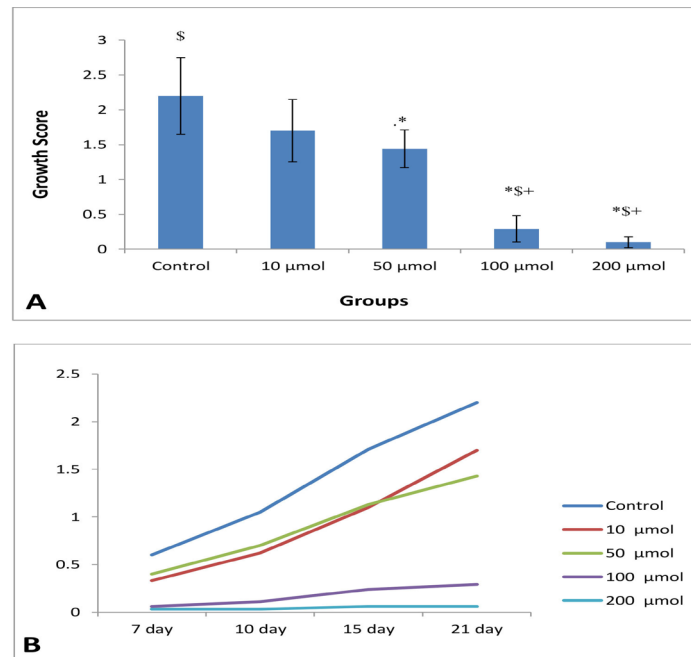 3
2.5
2
1.5
1
0.5
0
Growth Score
$
.*
*$+
*$+
Control 10 µmol 50 µmol 100 µmol 200 µmol
Groups
A
2.5
2
1.5
1
0.5
0
7 day 10 day 15 day 21 day
Control
10 µmol
50 µmol
100 µmol
200 µmol
B